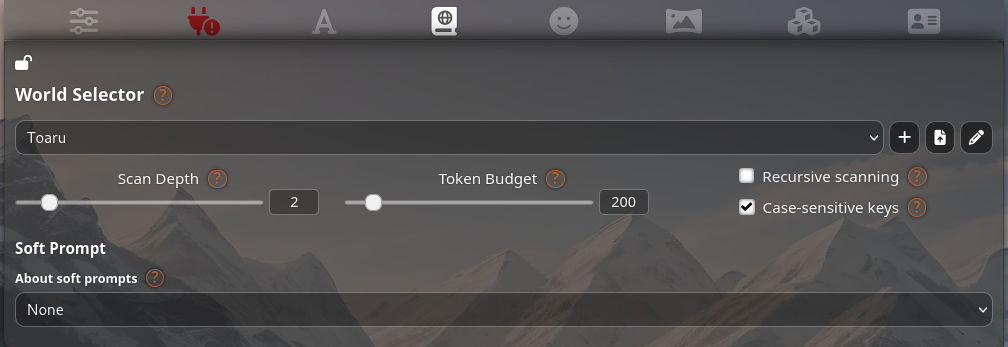 World Selector ?
Toaru
Scan Depth ?
2
Token Budget ?
200
Recursive scanning ?
Case-sensitive keys ?
Soft Prompt
About soft prompts ?
None